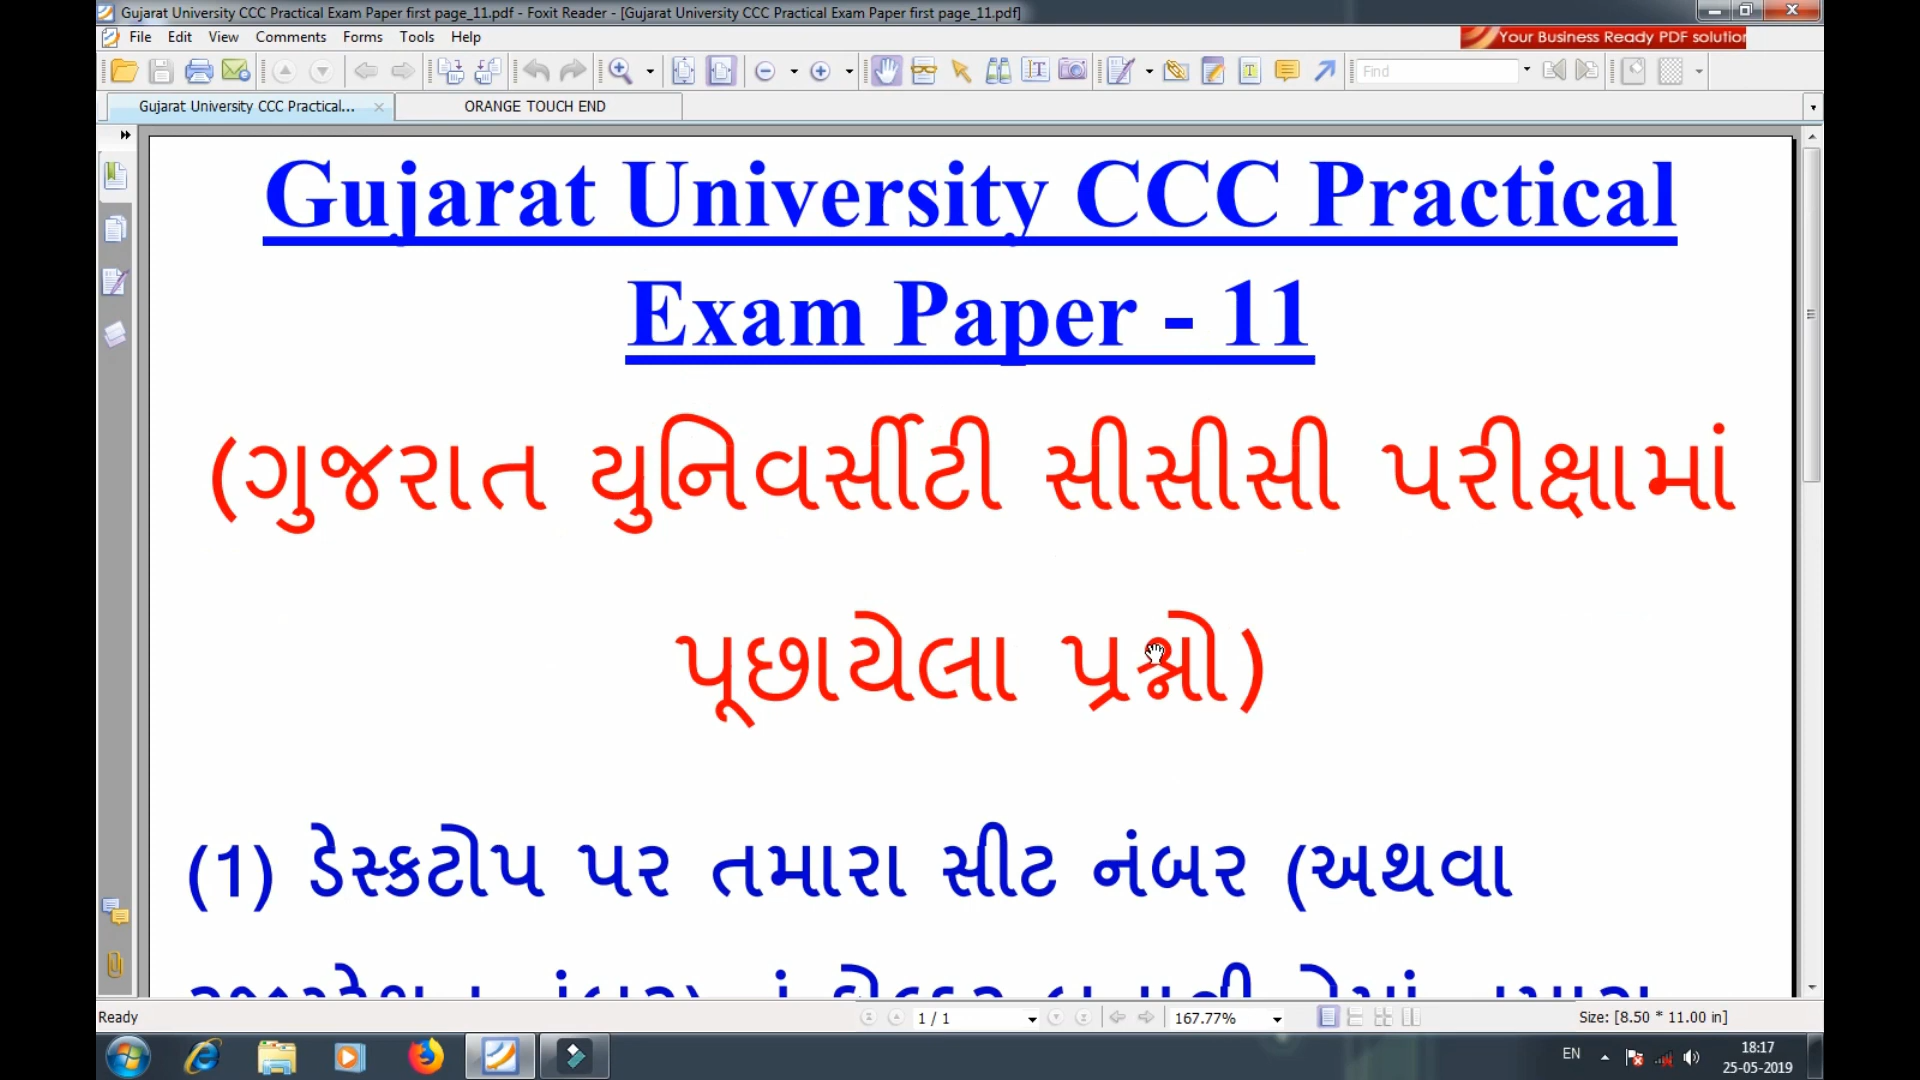 Gujarat University CCC Practical Exam Paper first page_11.pdf - Foxit Reader - [Gujarat University CCC Practical Exam Paper first page_11.pdf]
File Edit View Comments Forms Tools Help
Your Business Ready PDF solution
Find
Gujarat University CCC Practical... ORANGE TOUCH END
Gujarat University CCC Practical
Exam Paper - 11
(ગુજરાત યુનિવર્સીટી સીસીસી પરીક્ષામાં
પૂછાયેલા પ્રશ્નો)
(1) ડેસ્કટોપ પર તમારા સીટ નંબર (અથવા
Ready 1 / 1 167.77% Size: [8.50 * 11.00 in]
EN 18:17
25-05-2019